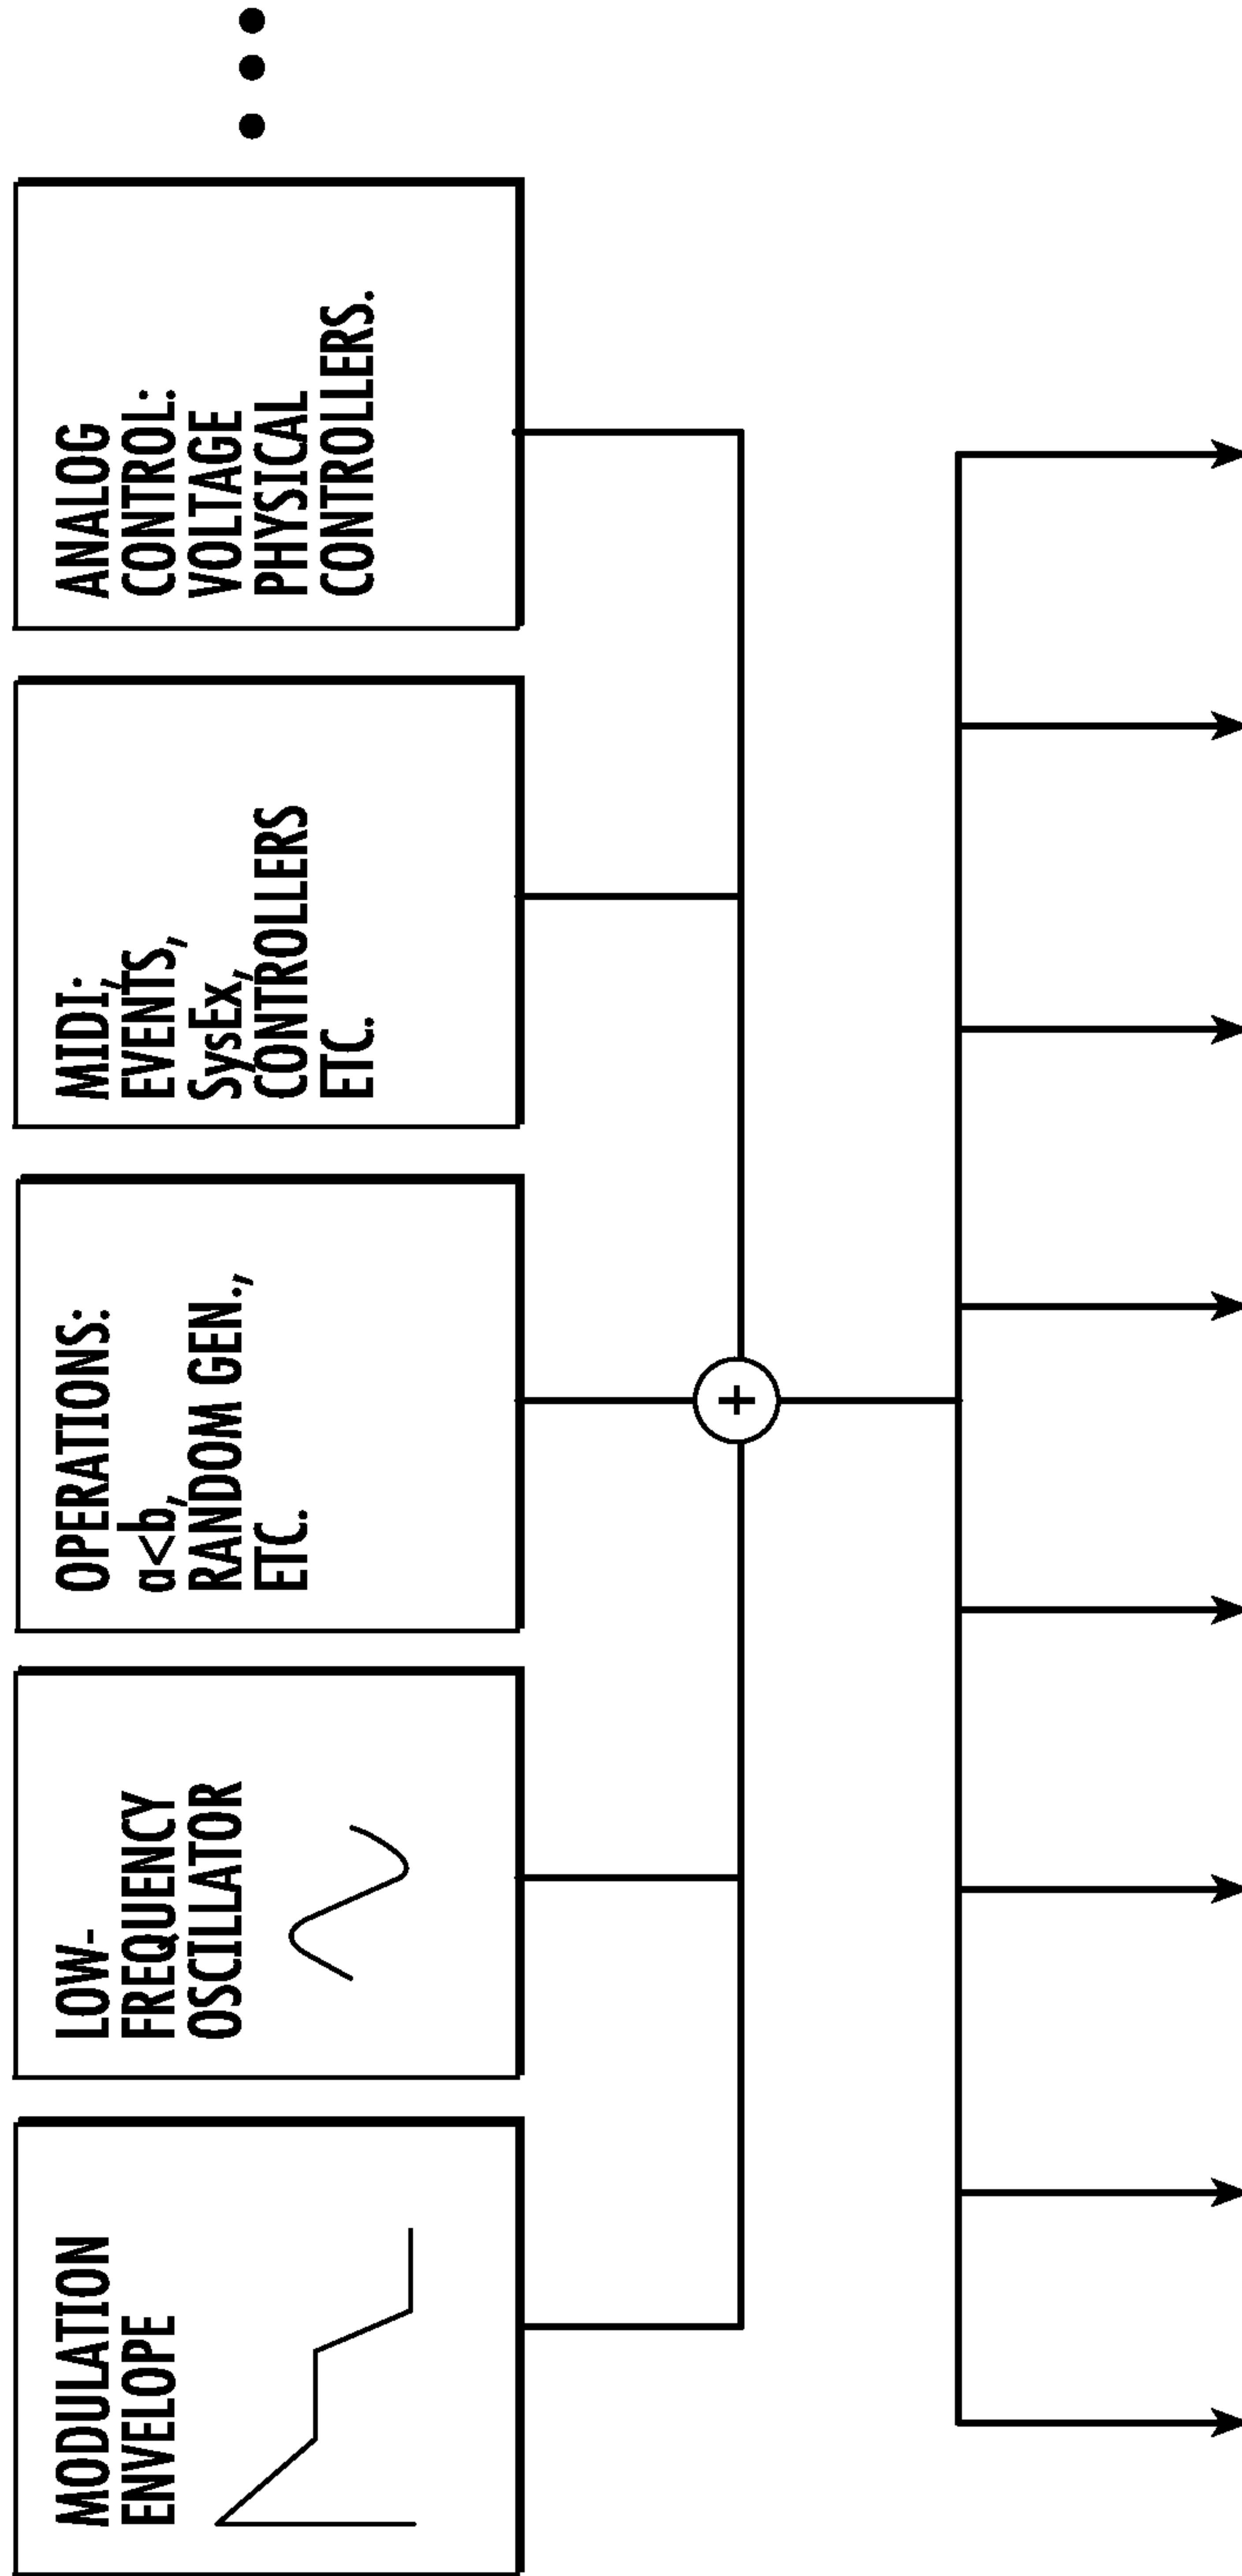 MODULATION
ENVELOPE
LOW-
FREQUENCY
OSCILLATOR
OPERATIONS:
a<b,
RANDOM GEN.,
ETC.
MIDI:
EVENTS,
SysEx,
CONTROLLERS
ETC.
ANALOG
CONTROL:
VOLTAGE
PHYSICAL
CONTROLLERS.
+